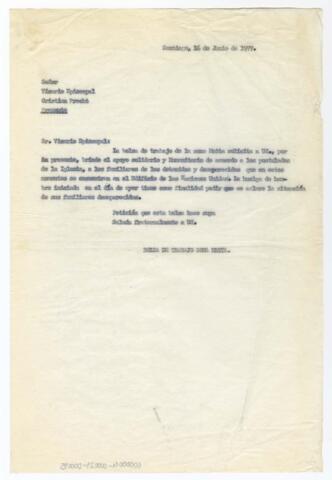 Santiago, 16 de Junio de 1977.
Señor
Vicario Episcopal
Cristian Precht
Presente
Sr. Vicario Episcopal:
La bolsa de trabajo de la zona Oeste solicita a Ud., por
su presente, brinde el apoyo solidario y Humanitario de acuerdo a los postulados
de la Iglesia, a los familiares de los detenidos y desaparecidos que en estos
momentos se encuentran en el Edificio de las Naciones Unidas. La huelga de ham-
bre iniciada en el día de ayer tiene como finalidad pedir que se aclare la situación
de sus familiares desaparecidos.
Petición que esta bolsa hace suya
Saluda fraternalmente a Ud.
BOLSA DE TRABAJO ZONA OESTE.